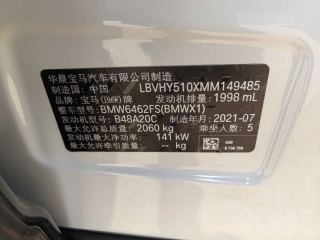 华晨宝马汽车有限公司制造
制造国: 中国 LBVHY510XMM149485
品牌: 宝马(BMW)牌 发动机排量: 1998 mL
整车型号: BMW6462FS(BMWX1)
发动机型号: B48A20C 制造年月: 2021-07
最大允许总质量: 2060 kg 乘坐人数: 5
发动机最大净功率: 141 kW
最大允许牵引质量: -- kg